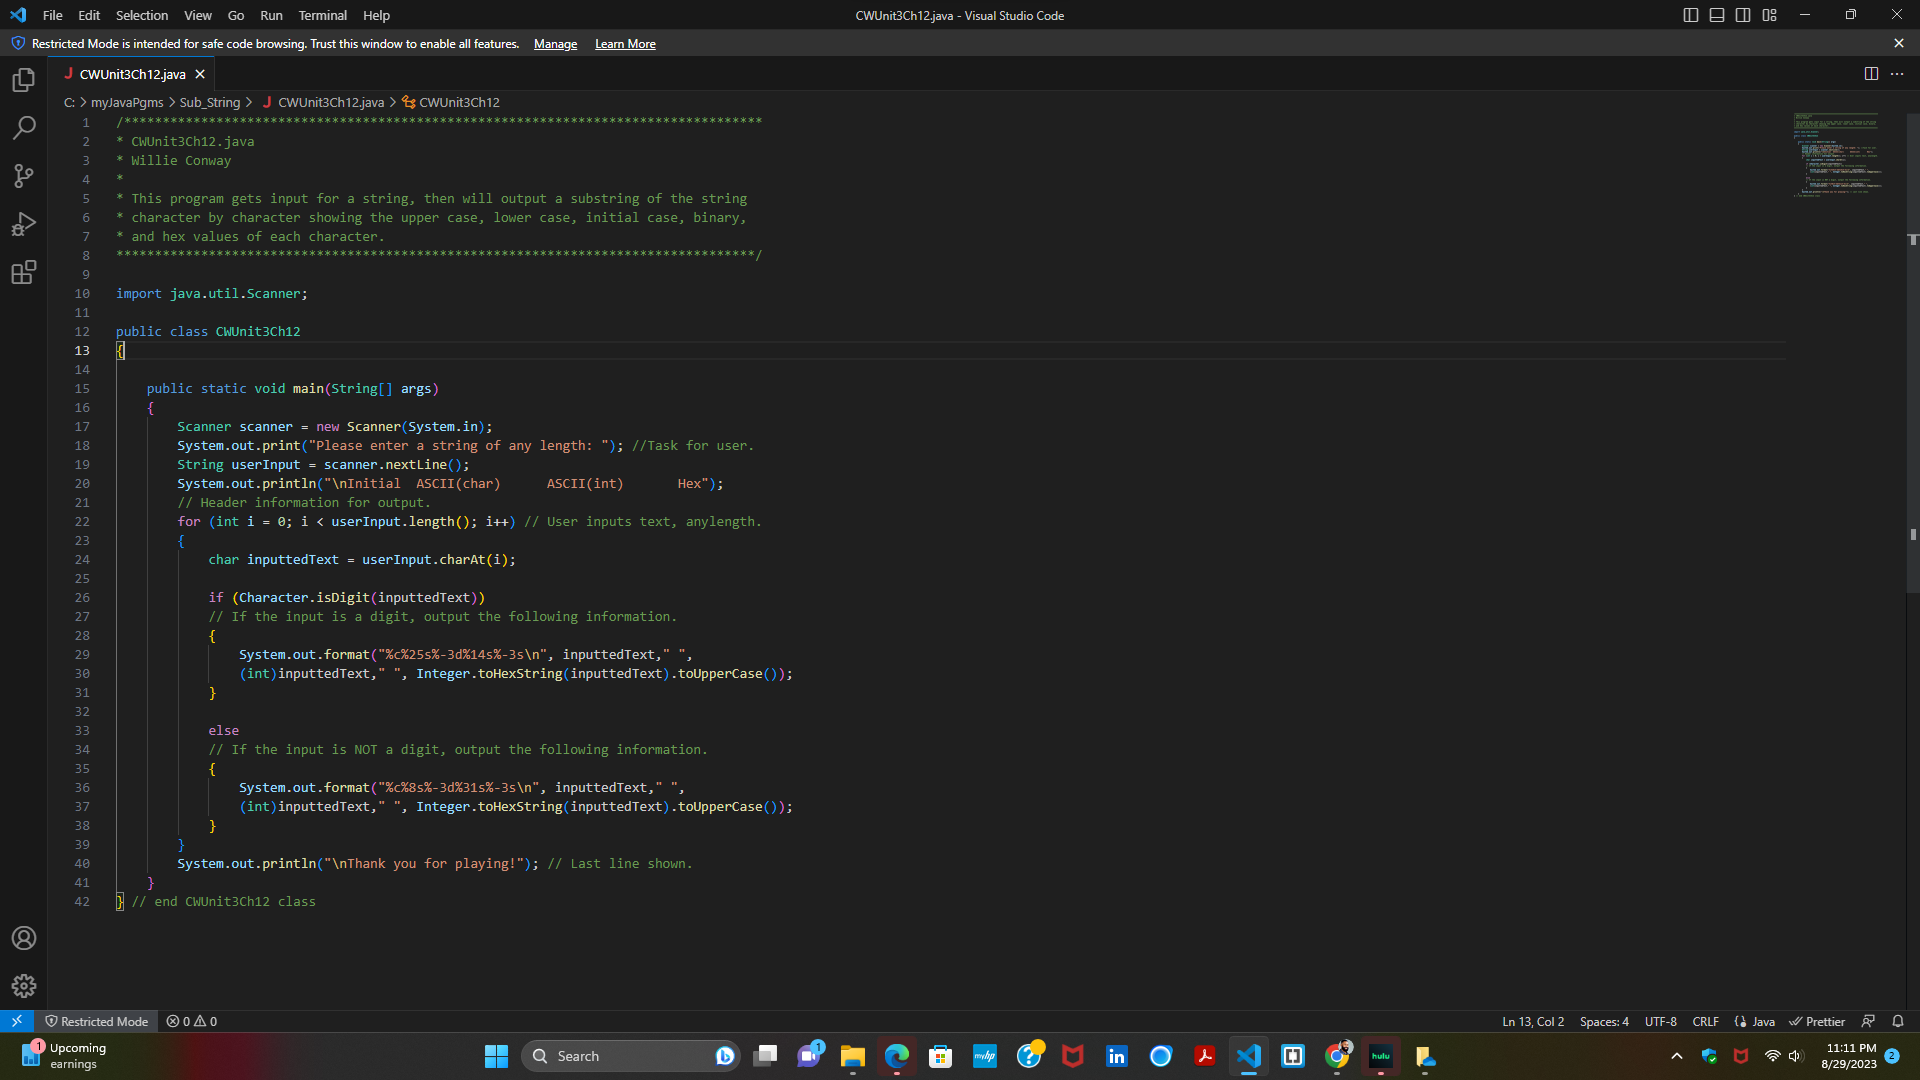 File Edit Selection View Go Run Terminal Help
CWUnit3Ch12.java - Visual Studio Code
Restricted Mode is intended for safe code browsing. Trust this window to enable all features. Manage Learn More
J CWUnit3Ch12.java
C: > myJavaPgms > Sub_String > J CWUnit3Ch12.java > CWUnit3Ch12
1 /***********************************************************************************
2 * CWUnit3Ch12.java
3 * Willie Conway
4 *
5 * This program gets input for a string, then will output a substring of the string
6 * character by character showing the upper case, lower case, initial case, binary,
7 * and hex values of each character.
8 ***********************************************************************************/
9
10 import java.util.Scanner;
11
12 public class CWUnit3Ch12
13 {
14
15     public static void main(String[] args)
16     {
17         Scanner scanner = new Scanner(System.in);
18         System.out.print("Please enter a string of any length: "); //Task for user.
19         String userInput = scanner.nextLine();
20         System.out.println("\nInitial  ASCII(char)      ASCII(int)       Hex");
21         // Header information for output.
22         for (int i = 0; i < userInput.length(); i++) // User inputs text, anylength.
23         {
24             char inputtedText = userInput.charAt(i);
25
26             if (Character.isDigit(inputtedText))
27             // If the input is a digit, output the following information.
28             {
29                 System.out.format("%c%25s%-3d%14s%-3s\n", inputtedText," ",
30                 (int)inputtedText," ", Integer.toHexString(inputtedText).toUpperCase());
31             }
32
33             else
34             // If the input is NOT a digit, output the following information.
35             {
36                 System.out.format("%c%8s%-3d%31s%-3s\n", inputtedText," ",
37                 (int)inputtedText," ", Integer.toHexString(inputtedText).toUpperCase());
38             }
39         }
40         System.out.println("\nThank you for playing!"); // Last line shown.
41     }
42 } // end CWUnit3Ch12 class
Restricted Mode 0 0
Ln 13, Col 2 Spaces: 4 UTF-8 CRLF Java Prettier
1 Upcoming
earnings
Search
1
myhp
in
hulu
11:11 PM
8/29/2023
2